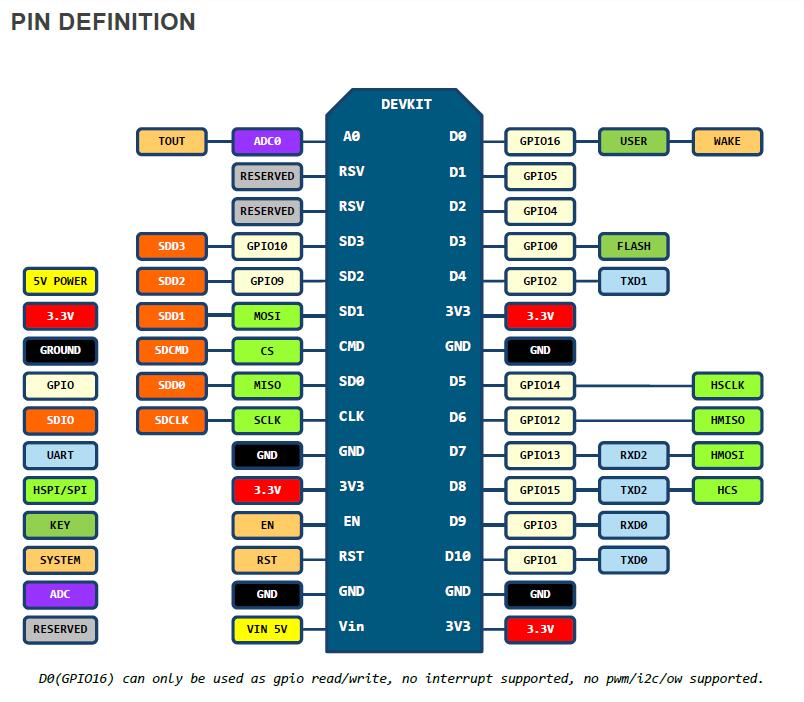 PIN DEFINITION
DEVKIT
TOUT ADC0 A0 D0 GPIO16 USER WAKE
RESERVED RSV D1 GPIO5
RESERVED RSV D2 GPIO4
SDD3 GPIO10 SD3 D3 GPIO0 FLASH
5V POWER SDD2 GPIO9 SD2 D4 GPIO2 TXD1
3.3V SDD1 MOSI SD1 3V3 3.3V
GROUND SDCMD CS CMD GND GND
GPIO SDD0 MISO SD0 D5 GPIO14 HSCLK
SDIO SDCLK SCLK CLK D6 GPIO12 HMISO
UART GND GND D7 GPIO13 RXD2 HMOSI
HSPI/SPI 3.3V 3V3 D8 GPIO15 TXD2 HCS
KEY EN EN D9 GPIO3 RXD0
SYSTEM RST RST D10 GPIO1 TXD0
ADC GND GND GND GND
RESERVED VIN 5V Vin 3V3 3.3V
D0(GPIO16) can only be used as gpio read/write, no interrupt supported, no pwm/i2c/ow supported.